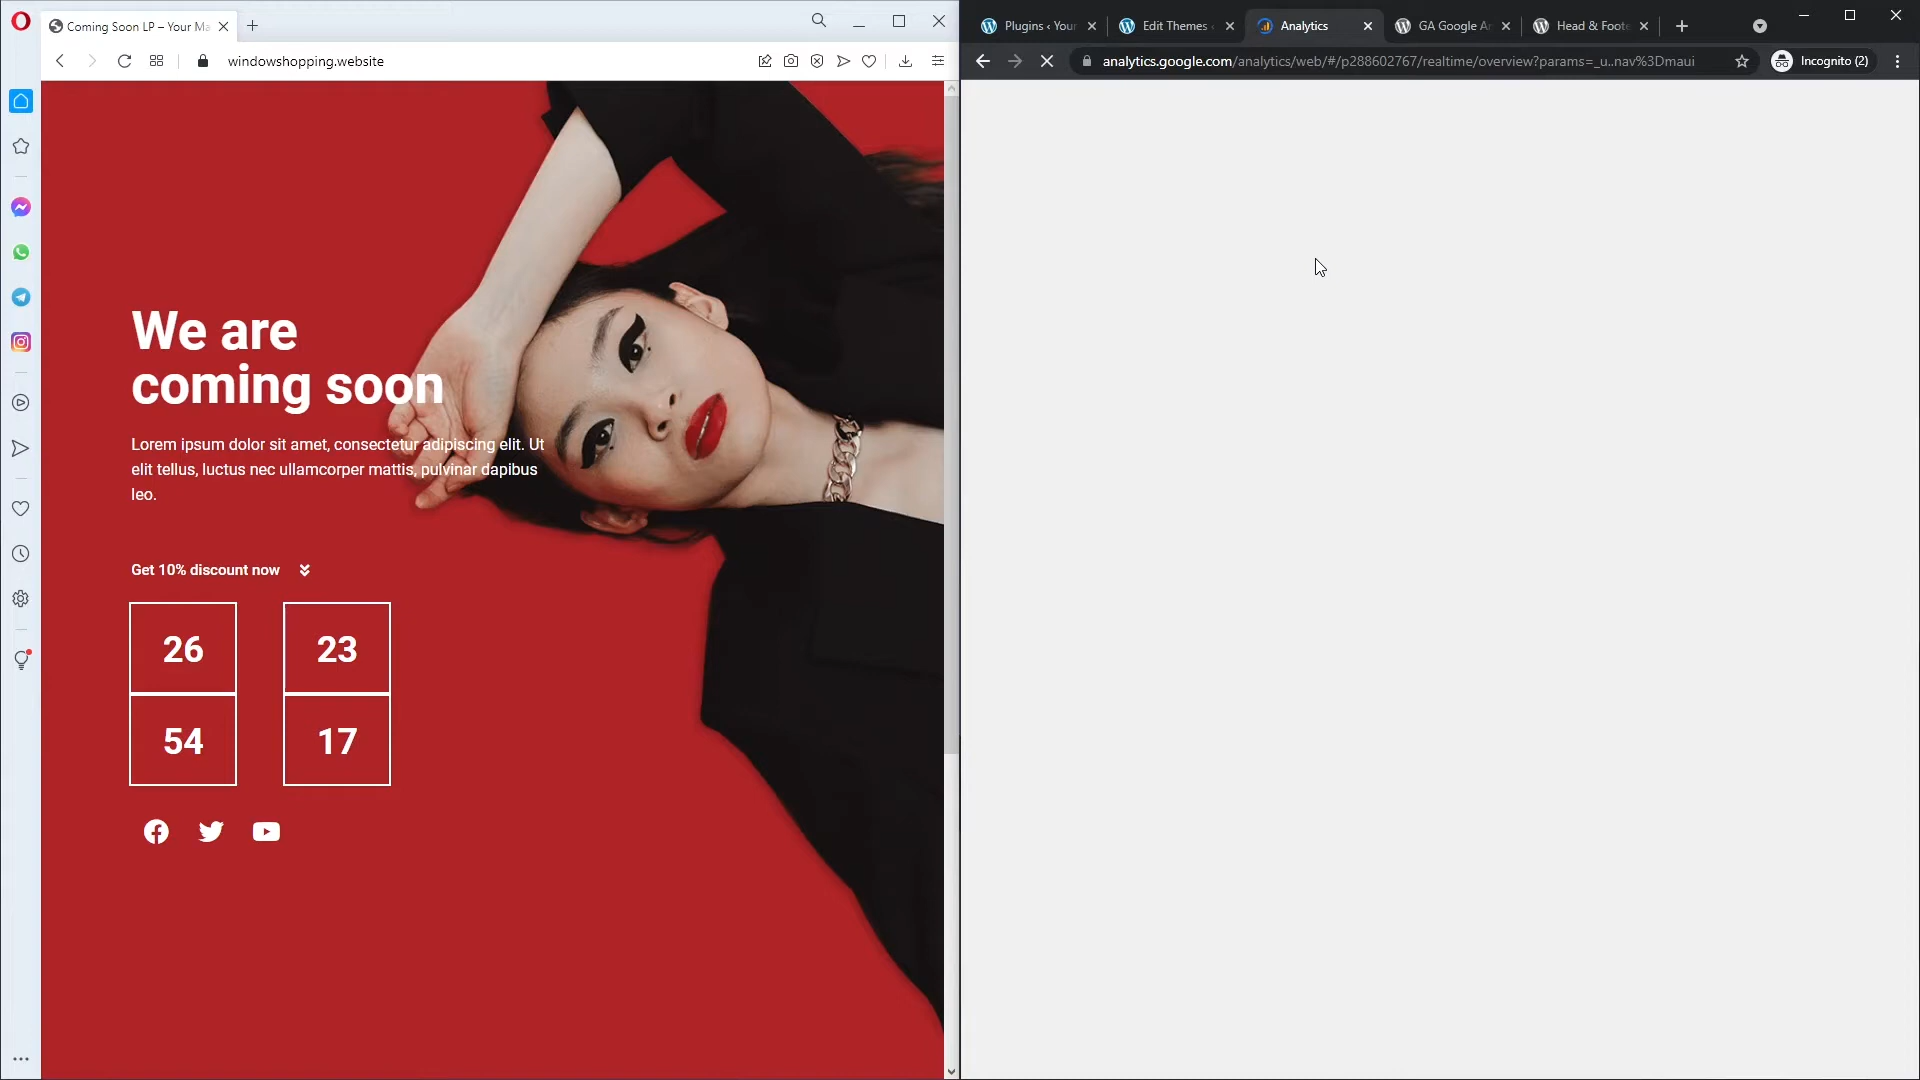 Coming Soon LP – Your Ma
windowshopping.website
We are
coming soon
Lorem ipsum dolor sit amet, consectetur adipiscing elit. Ut
elit tellus, luctus nec ullamcorper mattis, pulvinar dapibus
leo.
Get 10% discount now
26 23
54 17
Plugins ‹ Your
Edit Themes ‹
Analytics
GA Google An
Head & Foote
analytics.google.com/analytics/web/#/p288602767/realtime/overview?params=_u..nav%3Dmaui
Incognito (2)